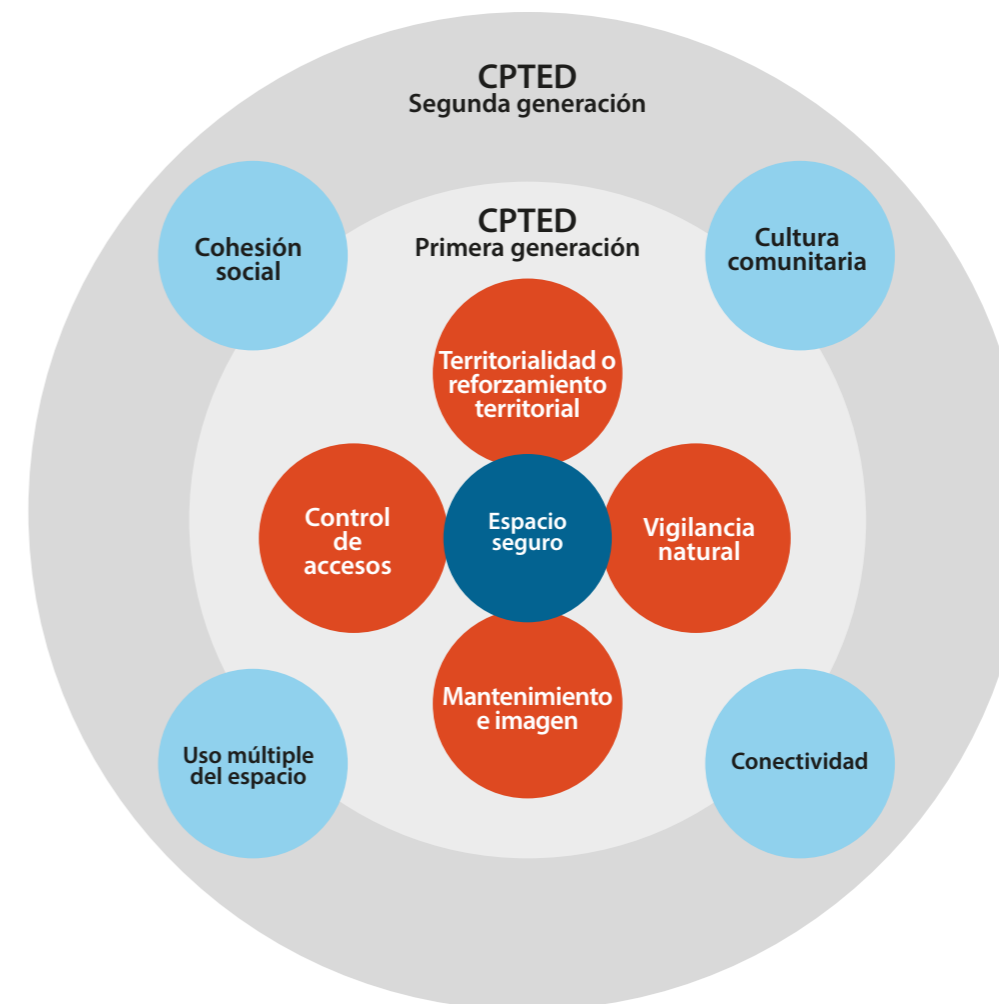 CPTED
Segunda generación
Cohesión
social
Cultura
comunitaria
CPTED
Primera generación
Territorialidad o
reforzamiento
territorial
Control
de
accesos
Espacio
seguro
Vigilancia
natural
Mantenimiento
e imagen
Uso múltiple
del espacio
Conectividad